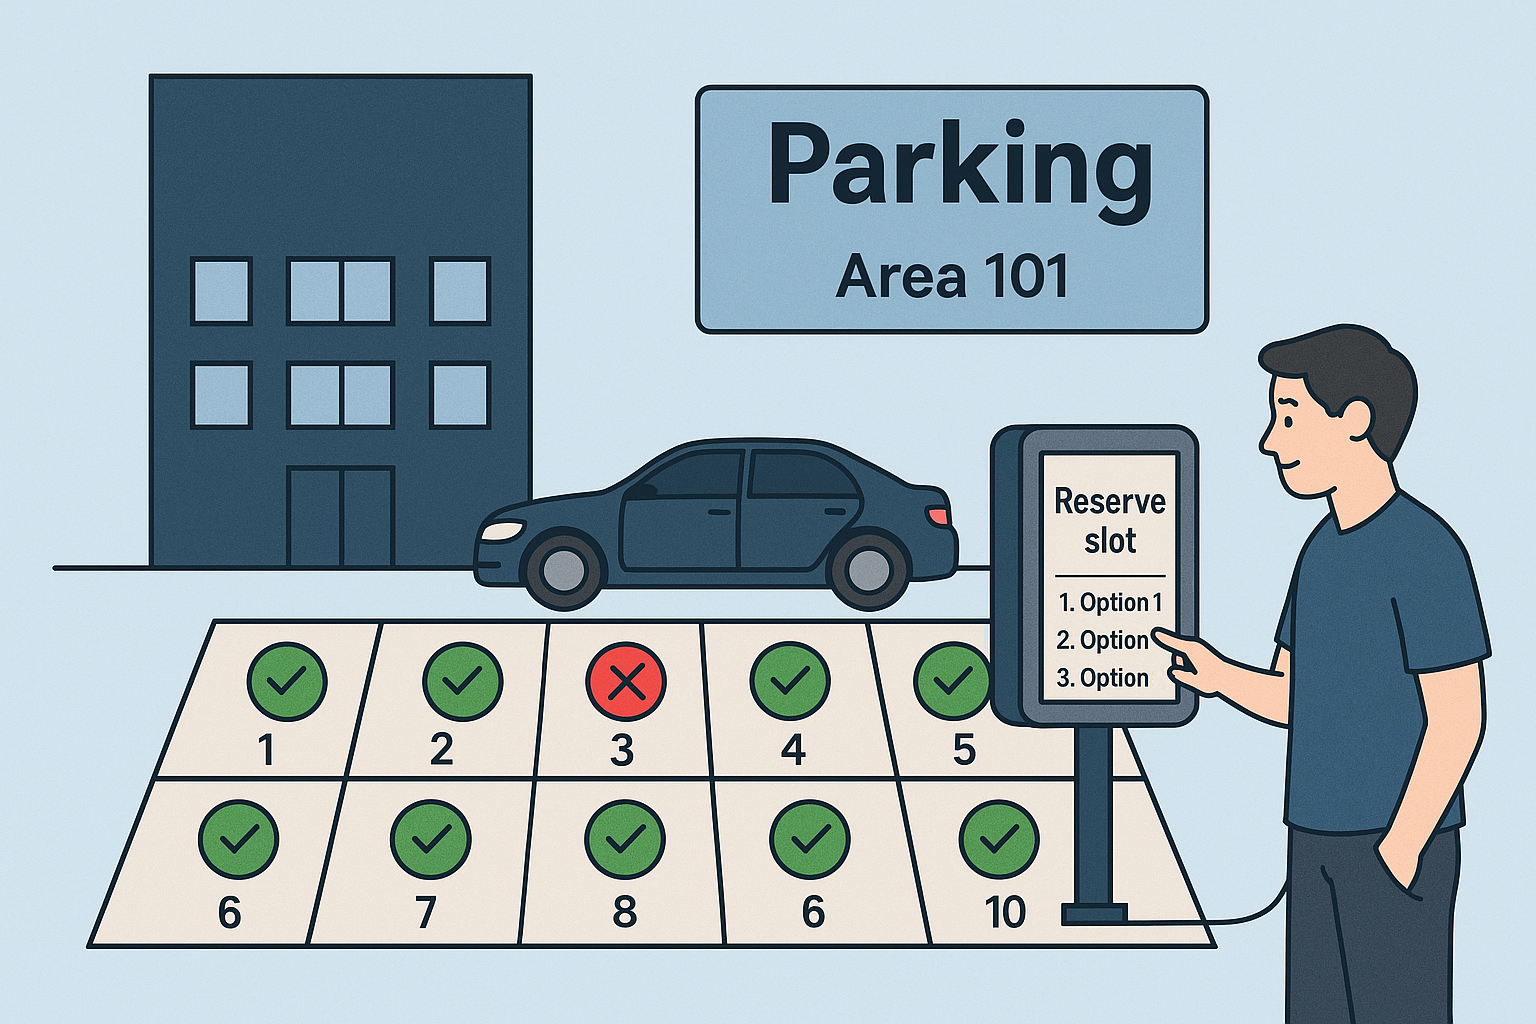 Parking
Area 101
Reserve
slot
1. Option 1
2. Option
3. Option
1 2 3 4 5
6 7 8 6 10